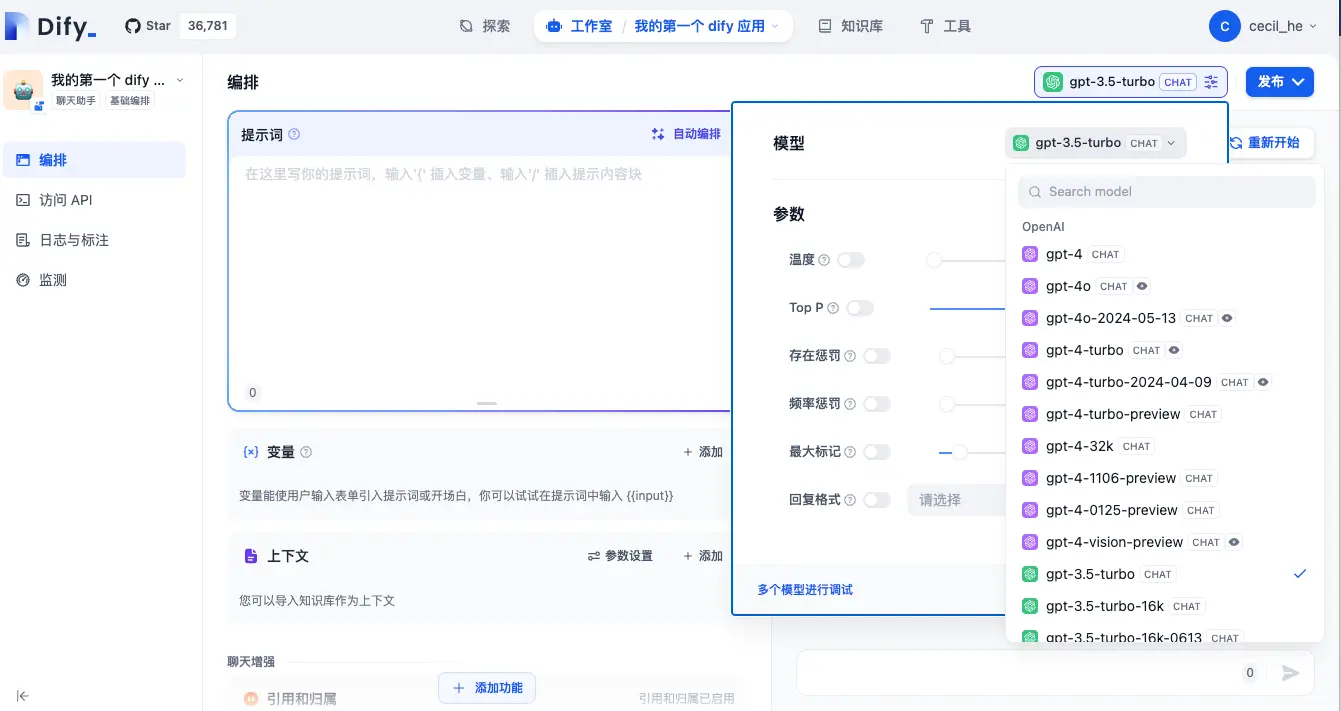 Dify_
Star 36,781
探索
工作室 / 我的第一个 dify 应用
知识库
工具
C cecil_he
我的第一个 dify ...
聊天助手 基础编排
编排
访问 API
日志与标注
监测
编排
gpt-3.5-turbo CHAT
发布
提示词
自动编排
在这里写你的提示词，输入'{' 插入变量、输入'/' 插入提示内容块
0
{x} 变量
+ 添加
变量能使用户输入表单引入提示词或开场白，你可以试试在提示词中输入 {{input}}
上下文
参数设置
+ 添加
您可以导入知识库作为上下文
聊天增强
引用和归属
引用和归属已启用
+ 添加功能
重新开始
模型
gpt-3.5-turbo CHAT
参数
温度
Top P
存在惩罚
频率惩罚
最大标记
回复格式
请选择
多个模型进行调试
Search model
OpenAI
gpt-4 CHAT
gpt-4o CHAT
gpt-4o-2024-05-13 CHAT
gpt-4-turbo CHAT
gpt-4-turbo-2024-04-09 CHAT
gpt-4-turbo-preview CHAT
gpt-4-32k CHAT
gpt-4-1106-preview CHAT
gpt-4-0125-preview CHAT
gpt-4-vision-preview CHAT
gpt-3.5-turbo CHAT
gpt-3.5-turbo-16k CHAT
gpt-3.5-turbo-16k-0613 CHAT
0